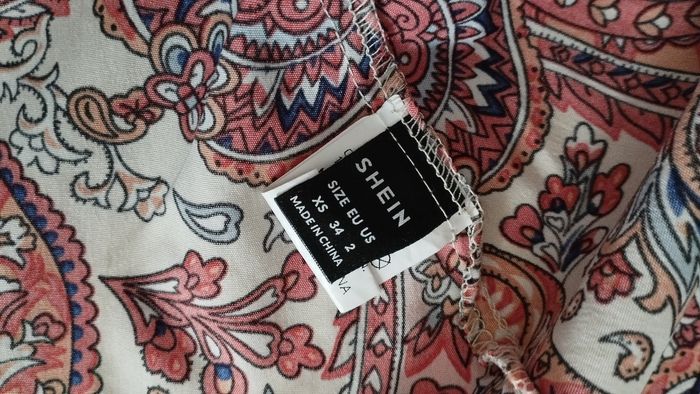 SHEIN
SIZE EU US
XS 34 2
MADE IN CHINA